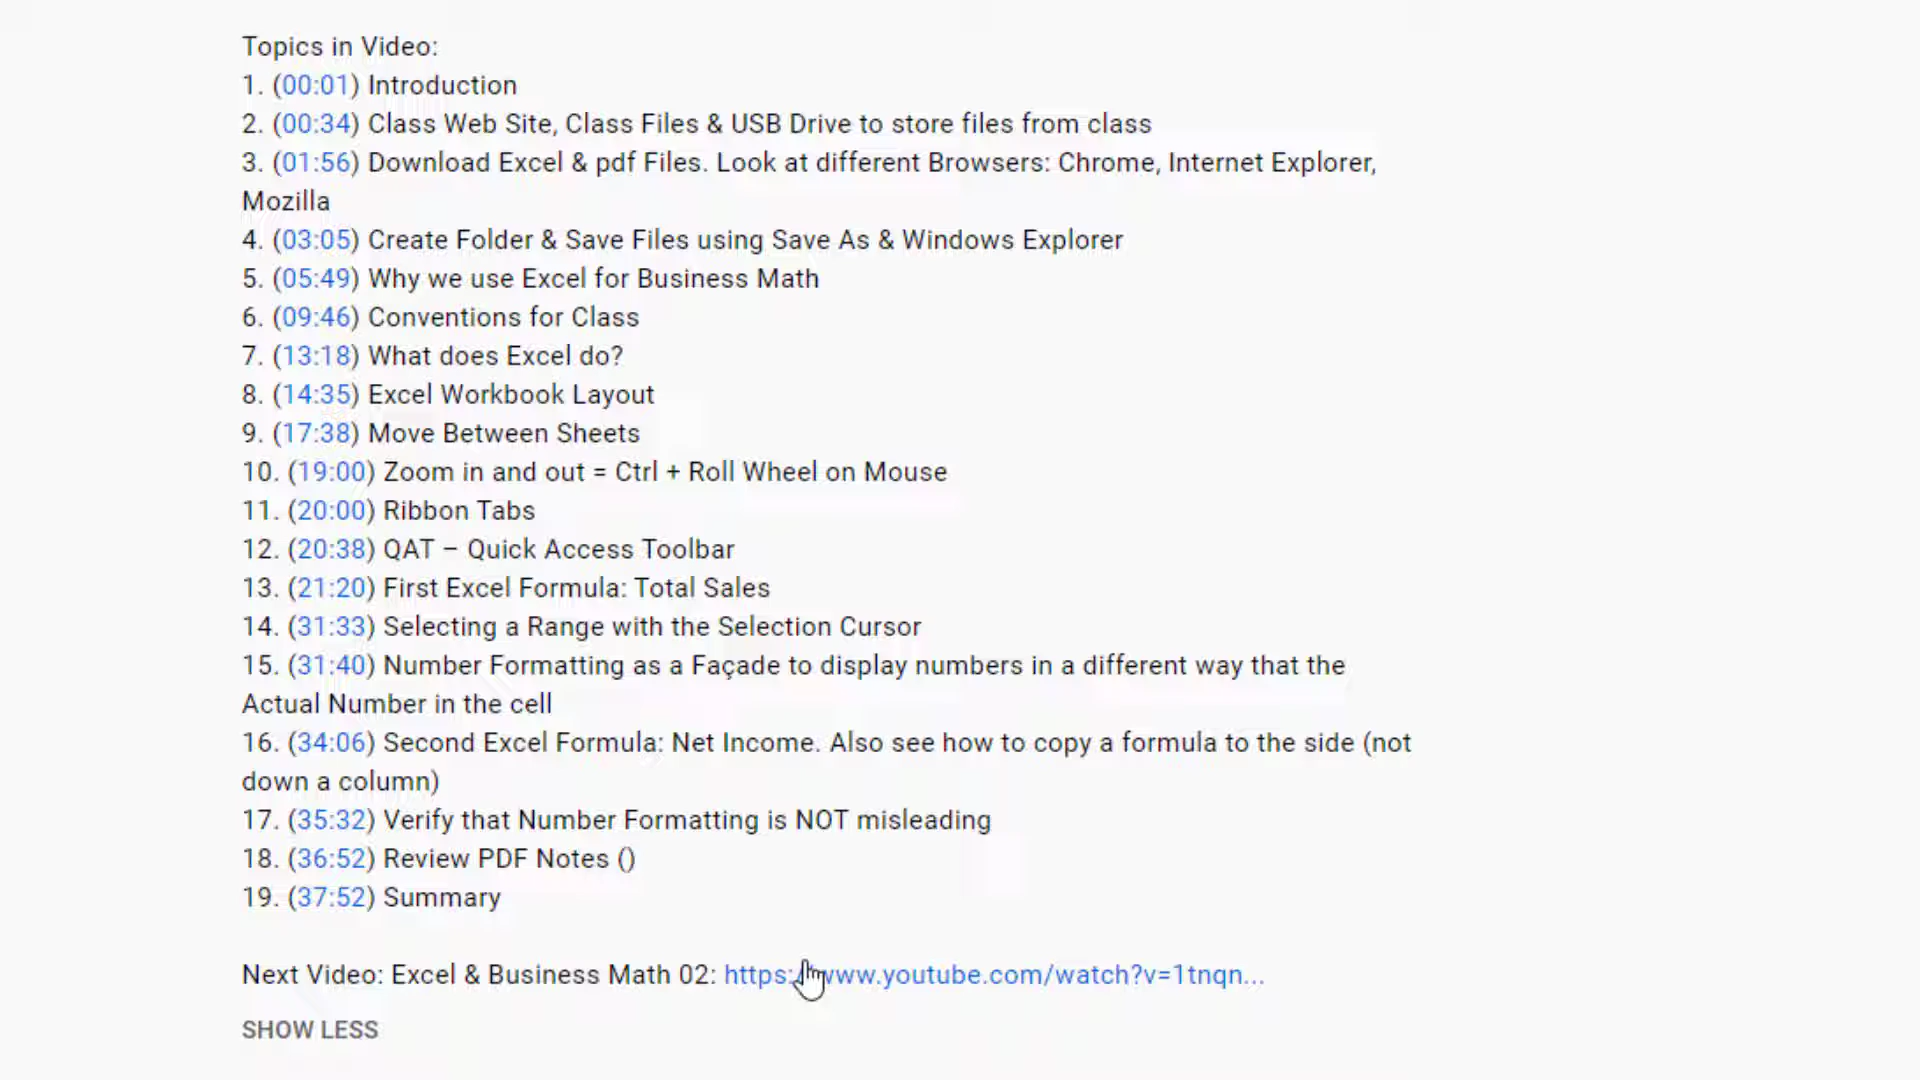 Topics in Video:
1. (00:01) Introduction
2. (00:34) Class Web Site, Class Files & USB Drive to store files from class
3. (01:56) Download Excel & pdf Files. Look at different Browsers: Chrome, Internet Explorer,
Mozilla
4. (03:05) Create Folder & Save Files using Save As & Windows Explorer
5. (05:49) Why we use Excel for Business Math
6. (09:46) Conventions for Class
7. (13:18) What does Excel do?
8. (14:35) Excel Workbook Layout
9. (17:38) Move Between Sheets
10. (19:00) Zoom in and out = Ctrl + Roll Wheel on Mouse
11. (20:00) Ribbon Tabs
12. (20:38) QAT – Quick Access Toolbar
13. (21:20) First Excel Formula: Total Sales
14. (31:33) Selecting a Range with the Selection Cursor
15. (31:40) Number Formatting as a Façade to display numbers in a different way that the
Actual Number in the cell
16. (34:06) Second Excel Formula: Net Income. Also see how to copy a formula to the side (not
down a column)
17. (35:32) Verify that Number Formatting is NOT misleading
18. (36:52) Review PDF Notes ()
19. (37:52) Summary
Next Video: Excel & Business Math 02: https://www.youtube.com/watch?v=1tnqn...
SHOW LESS